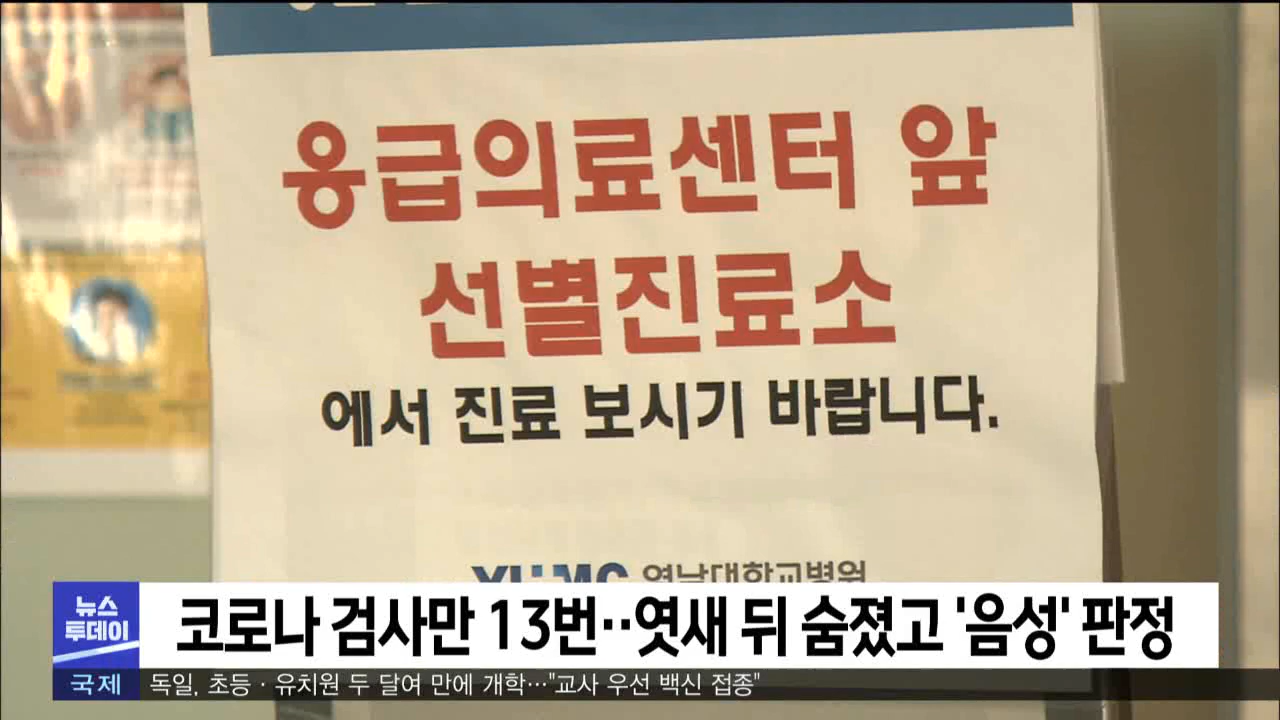 응급의료센터 앞
선별진료소
에서 진료 보시기 바랍니다.
영남대학교병원
뉴스
투데이
코로나 검사만 13번‥엿새 뒤 숨졌고 '음성' 판정
국제
독일, 초등·유치원 두 달여 만에 개학…"교사 우선 백신 접종"